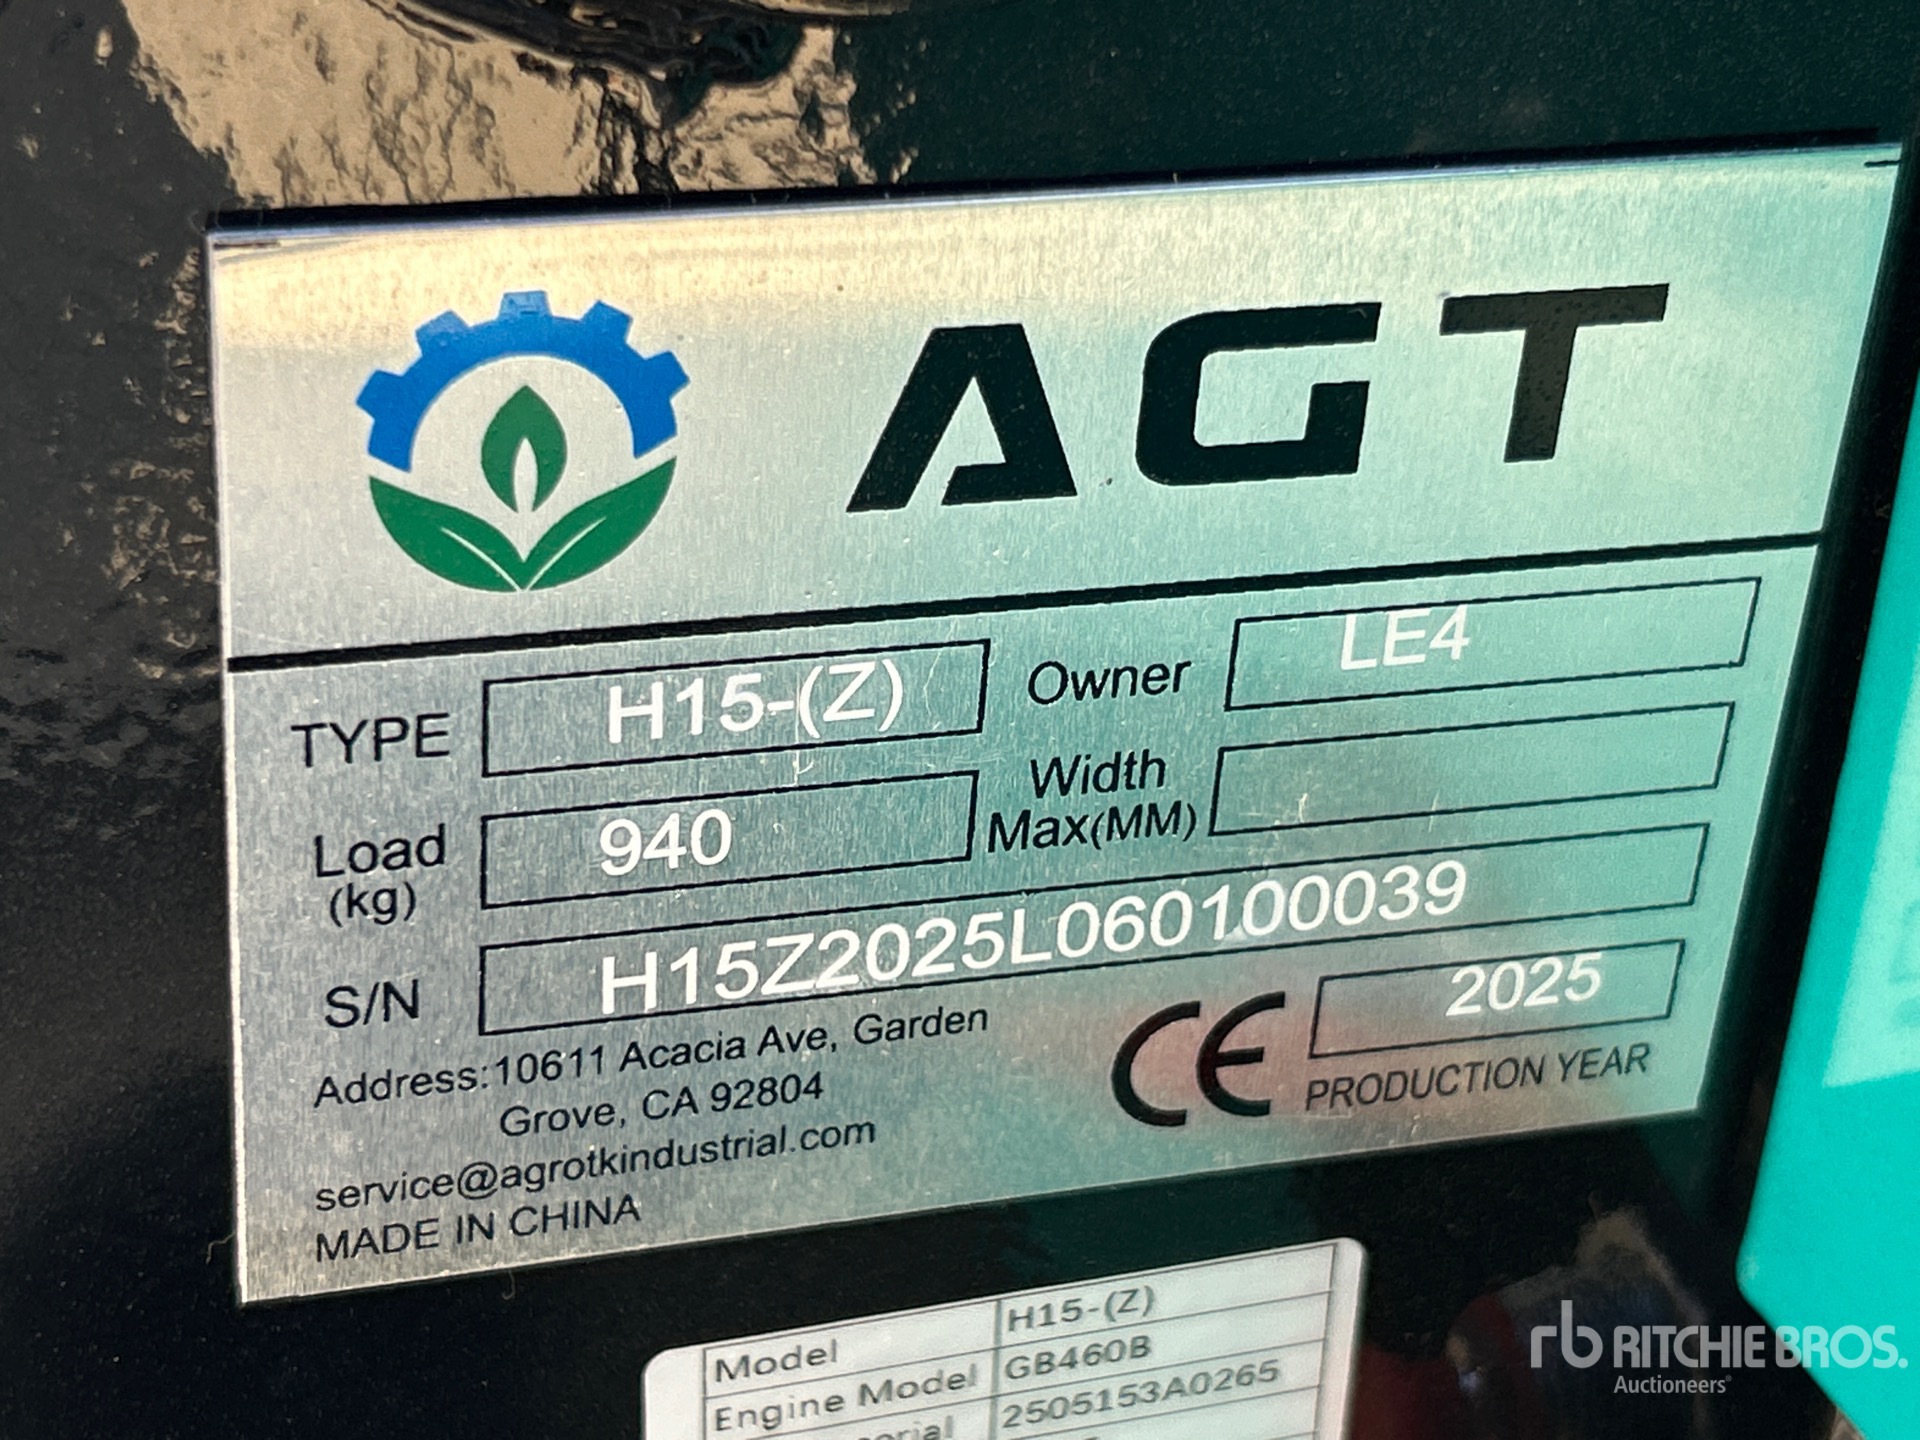 AGT
TYPE H15-(Z) Owner LE4
Load (kg) 940 Width Max(MM)
S/N H15Z2025L060100039
Address:10611 Acacia Ave, Garden
Grove, CA 92804
service@agrotkindustrial.com
MADE IN CHINA
CE 2025
PRODUCTION YEAR
Model H15-(Z)
Engine Model GB460B
2505153A0265
rb RITCHIE BROS.
Auctioneers